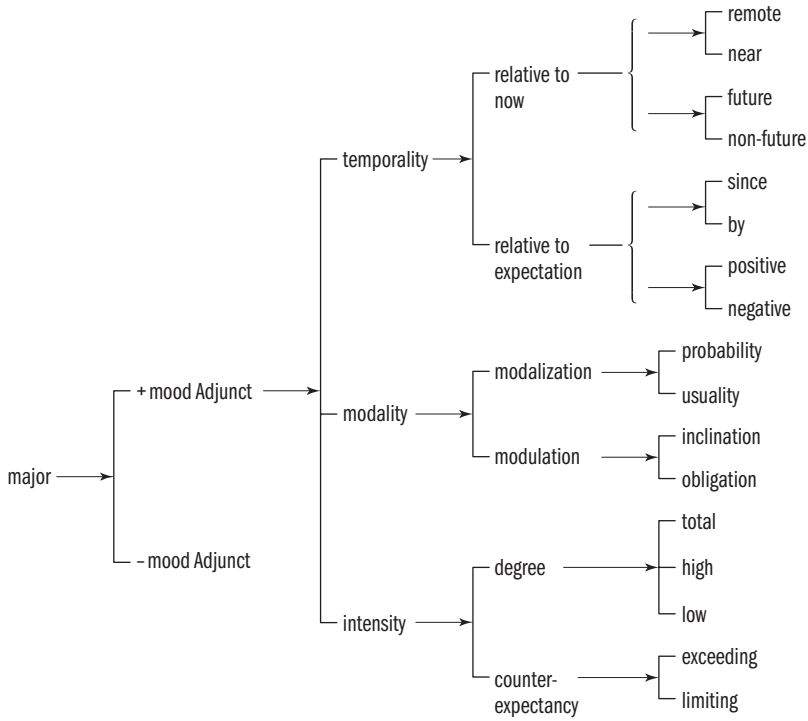 remote
near
relative to
now
future
non-future
temporality
since
by
relative to
expectation
positive
negative
probability
modalization
usuality
+ mood Adjunct
modality
inclination
modulation
obligation
major
total
– mood Adjunct
degree
high
low
intensity
exceeding
counter-
expectancy
limiting